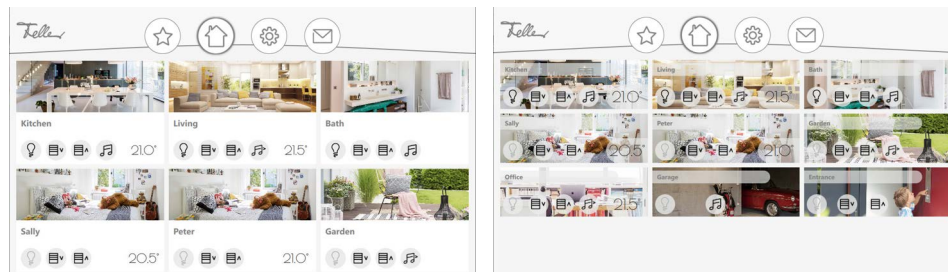 Feller
Kitchen
Living
Bath
21.0°
21.5°
Sally
Peter
Garden
20.5°
21.0°
Feller
Kitchen
Living
Bath
21.0°
21.5°
Sally
Peter
Garden
20.5°
21.0°
Office
Garage
Entrance
21.5°